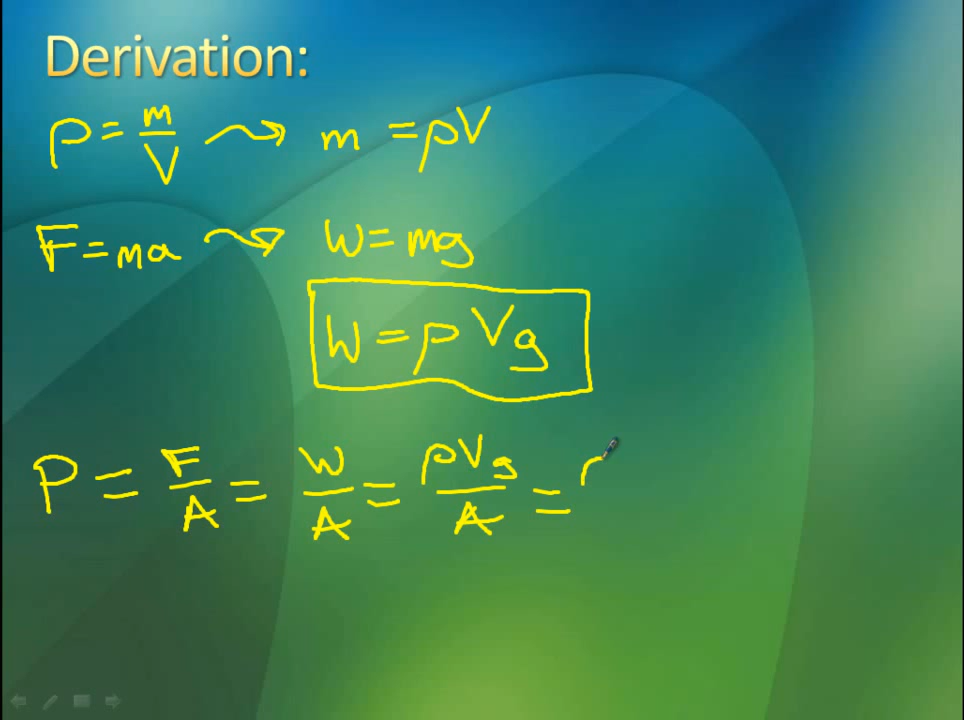 Derivation:
ρ = m/V → m = ρV
F = ma → W = mg
W = ρVg
P = F/A = W/A = ρVg/A =